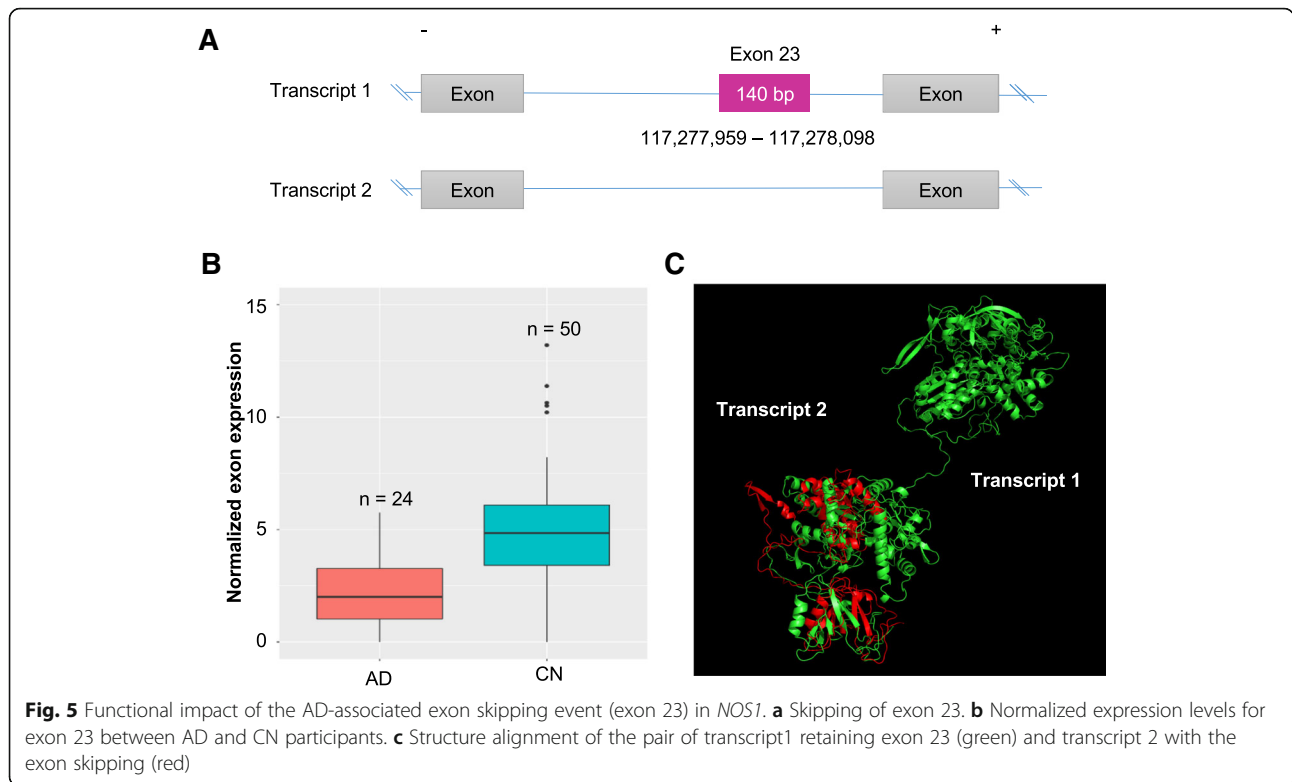 A
- +
Exon 23
Transcript 1 Exon 140 bp Exon
117,277,959 – 117,278,098
Transcript 2 Exon Exon
B
Normalized exon expression
15
10
5
0
n = 24
n = 50
AD CN
C
Transcript 2
Transcript 1
Fig. 5 Functional impact of the AD-associated exon skipping event (exon 23) in NOS1. a Skipping of exon 23. b Normalized expression levels for
exon 23 between AD and CN participants. c Structure alignment of the pair of transcript1 retaining exon 23 (green) and transcript 2 with the
exon skipping (red)